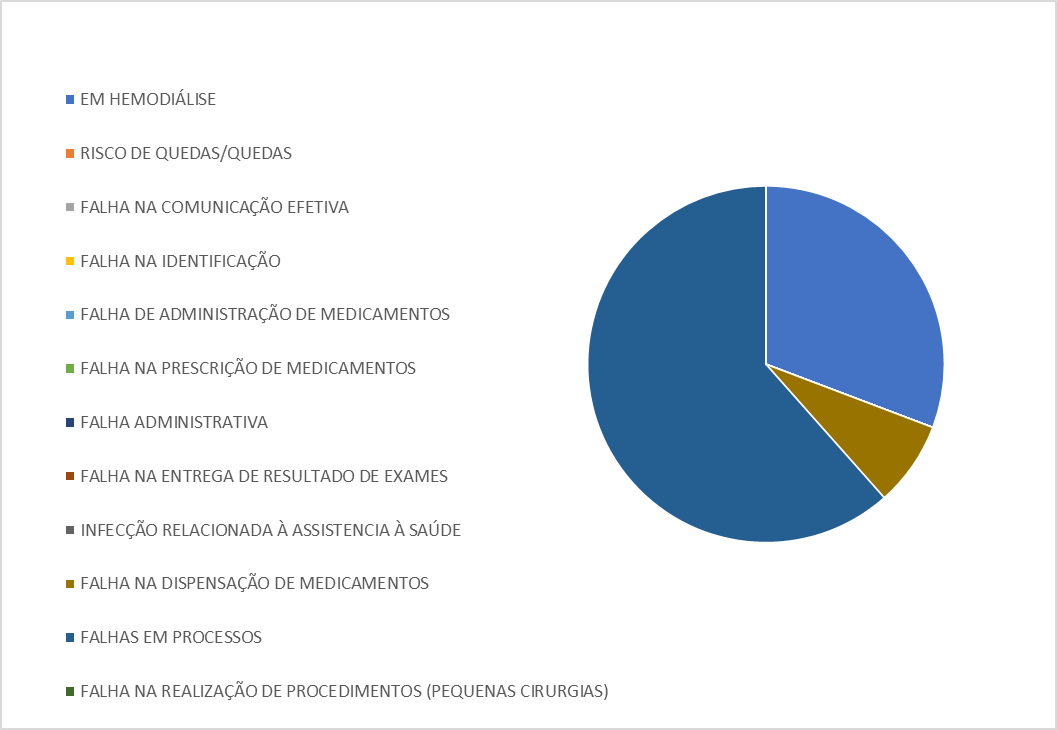 EM HEMODIÁLISE
RISCO DE QUEDAS/QUEDAS
FALHA NA COMUNICAÇÃO EFETIVA
FALHA NA IDENTIFICAÇÃO
FALHA DE ADMINISTRAÇÃO DE MEDICAMENTOS
FALHA NA PRESCRIÇÃO DE MEDICAMENTOS
FALHA ADMINISTRATIVA
FALHA NA ENTREGA DE RESULTADO DE EXAMES
INFECÇÃO RELACIONADA À ASSISTENCIA À SAÚDE
FALHA NA DISPENSAÇÃO DE MEDICAMENTOS
FALHAS EM PROCESSOS
FALHA NA REALIZAÇÃO DE PROCEDIMENTOS (PEQUENAS CIRURGIAS)